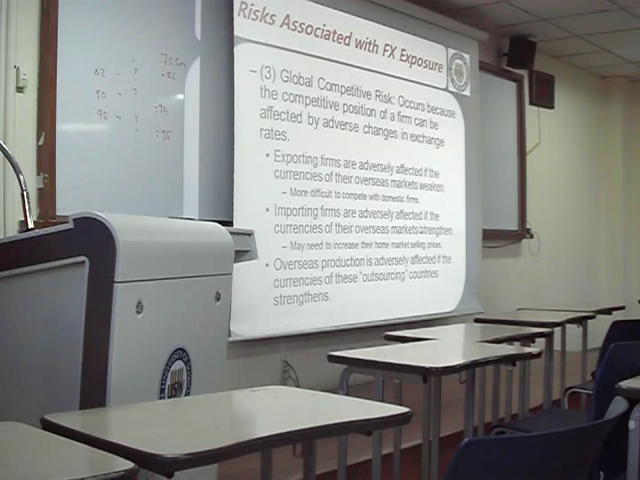 Risks Associated with FX Exposure
– (3) Global Competitive Risk: Occurs because
the competitive position of a firm can be
affected by adverse changes in exchange
rates.
• Exporting firms are adversely affected if the
currencies of their overseas markets weaken.
– More difficult to compete with domestic firms.
• Importing firms are adversely affected if the
currencies of their overseas markets strengthen.
– May need to increase their home market selling prices.
• Overseas production is adversely affected if the
currencies of these "outsourcing" countries
strengthens.